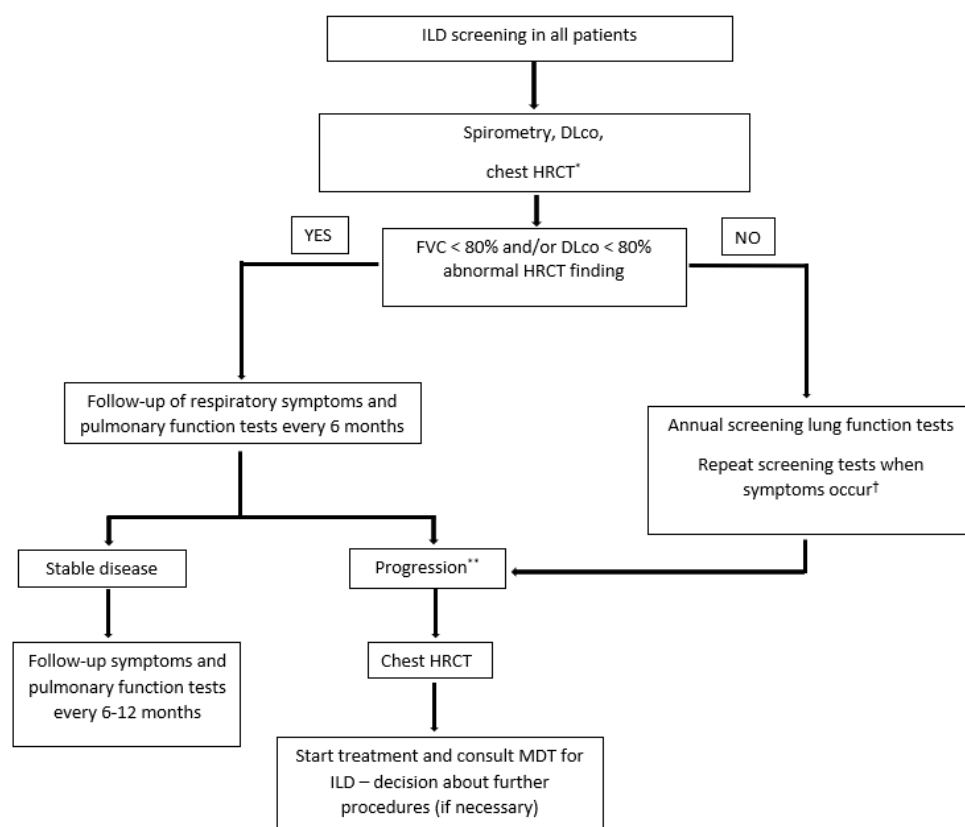 ILD screening in all patients
Spirometry, DLco,
chest HRCT*
YES
FVC < 80% and/or DLco < 80%
abnormal HRCT finding
NO
Follow-up of respiratory symptoms and
pulmonary function tests every 6 months
Annual screening lung function tests
Repeat screening tests when
symptoms occur†
Stable disease
Progression**
Follow-up symptoms and
pulmonary function tests
every 6-12 months
Chest HRCT
Start treatment and consult MDT for
ILD – decision about further
procedures (if necessary)